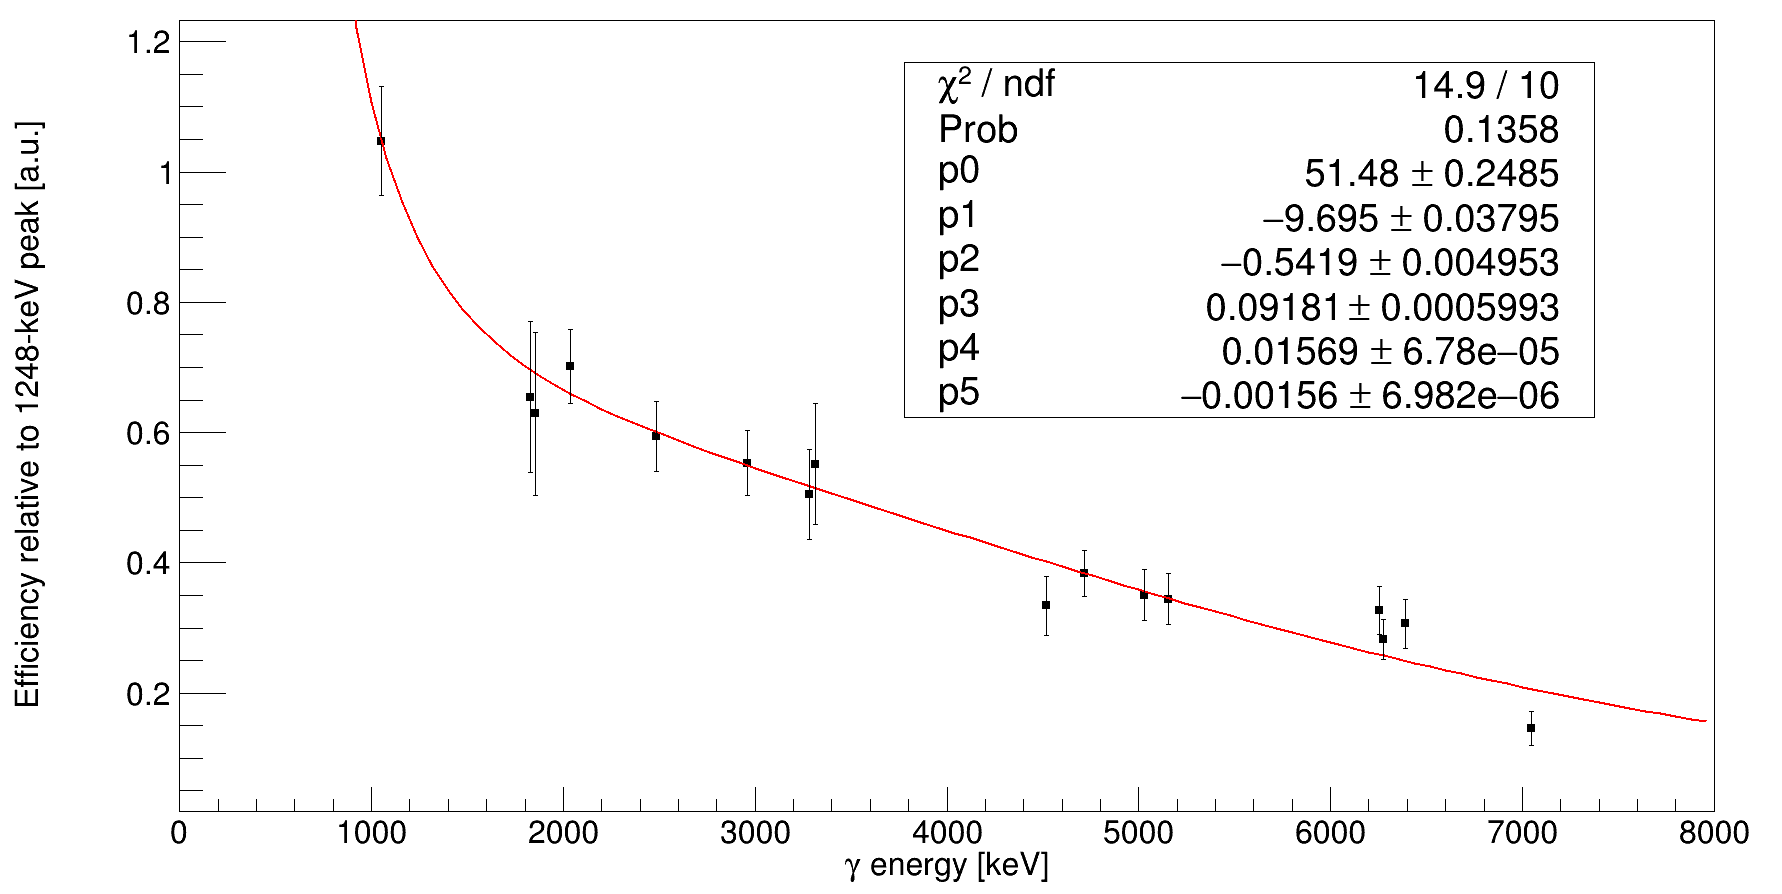 Efficiency relative to 1248-keV peak [a.u.]
1.2
1
0.8
0.6
0.4
0.2
χ² / ndf 14.9 / 10
Prob 0.1358
p0 51.48 ± 0.2485
p1 −9.695 ± 0.03795
p2 −0.5419 ± 0.004953
p3 0.09181 ± 0.0005993
p4 0.01569 ± 6.78e−05
p5 −0.00156 ± 6.982e−06
0 1000 2000 3000 4000 5000 6000 7000 8000
γ energy [keV]